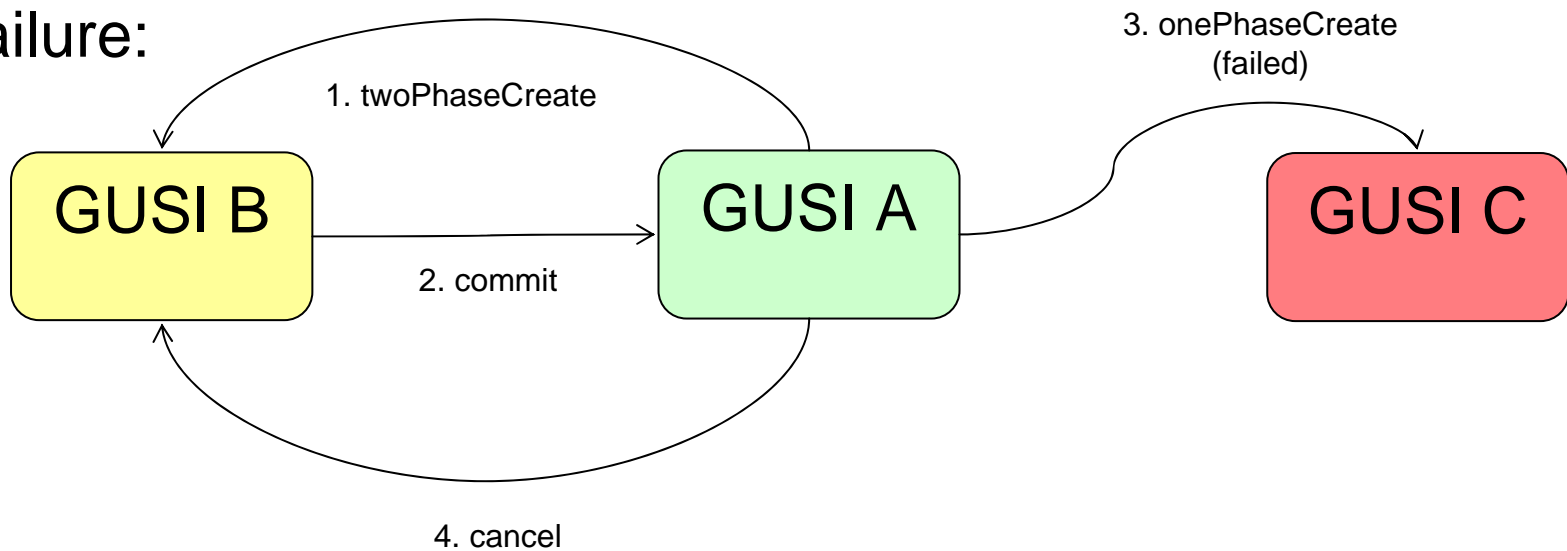 ailure:
3. onePhaseCreate
(failed)
1. twoPhaseCreate
GUSI B
GUSI A
GUSI C
2. commit
4. cancel